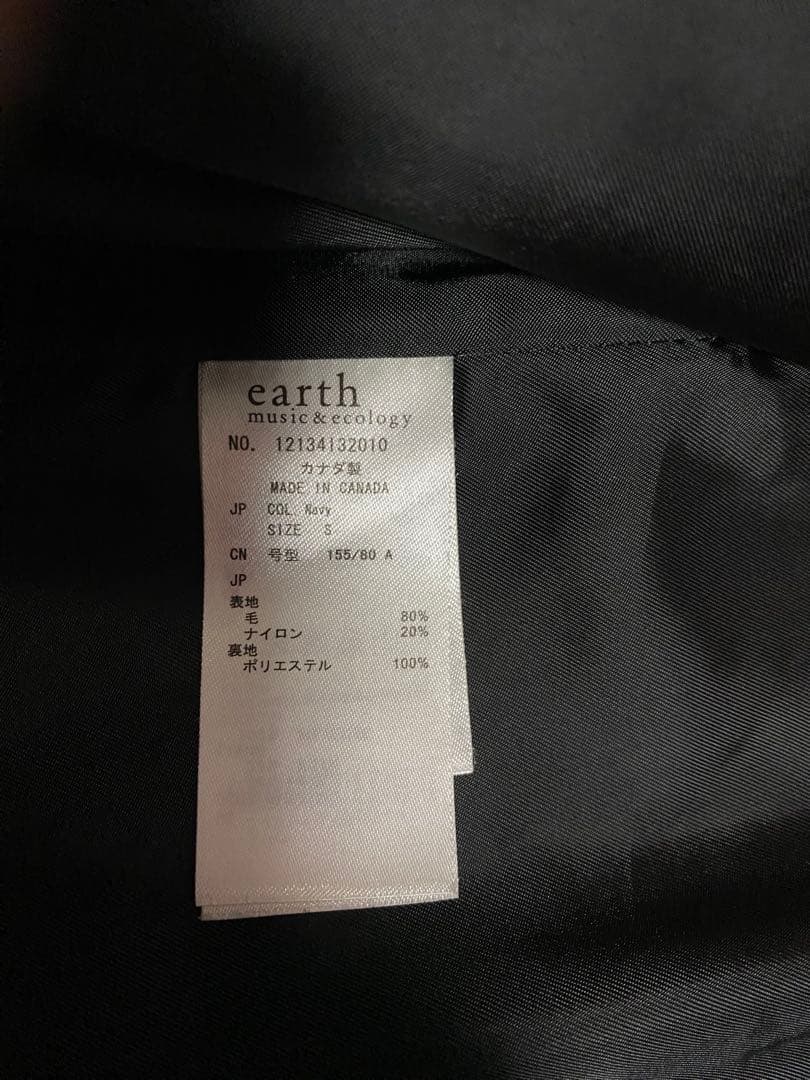 earth
music & ecology
NO. 12134132010
カナダ製
MADE IN CANADA
JP COL Navy
SIZE S
CN 号型 155/80 A
JP
表地
毛 80%
ナイロン 20%
裏地
ポリエステル 100%